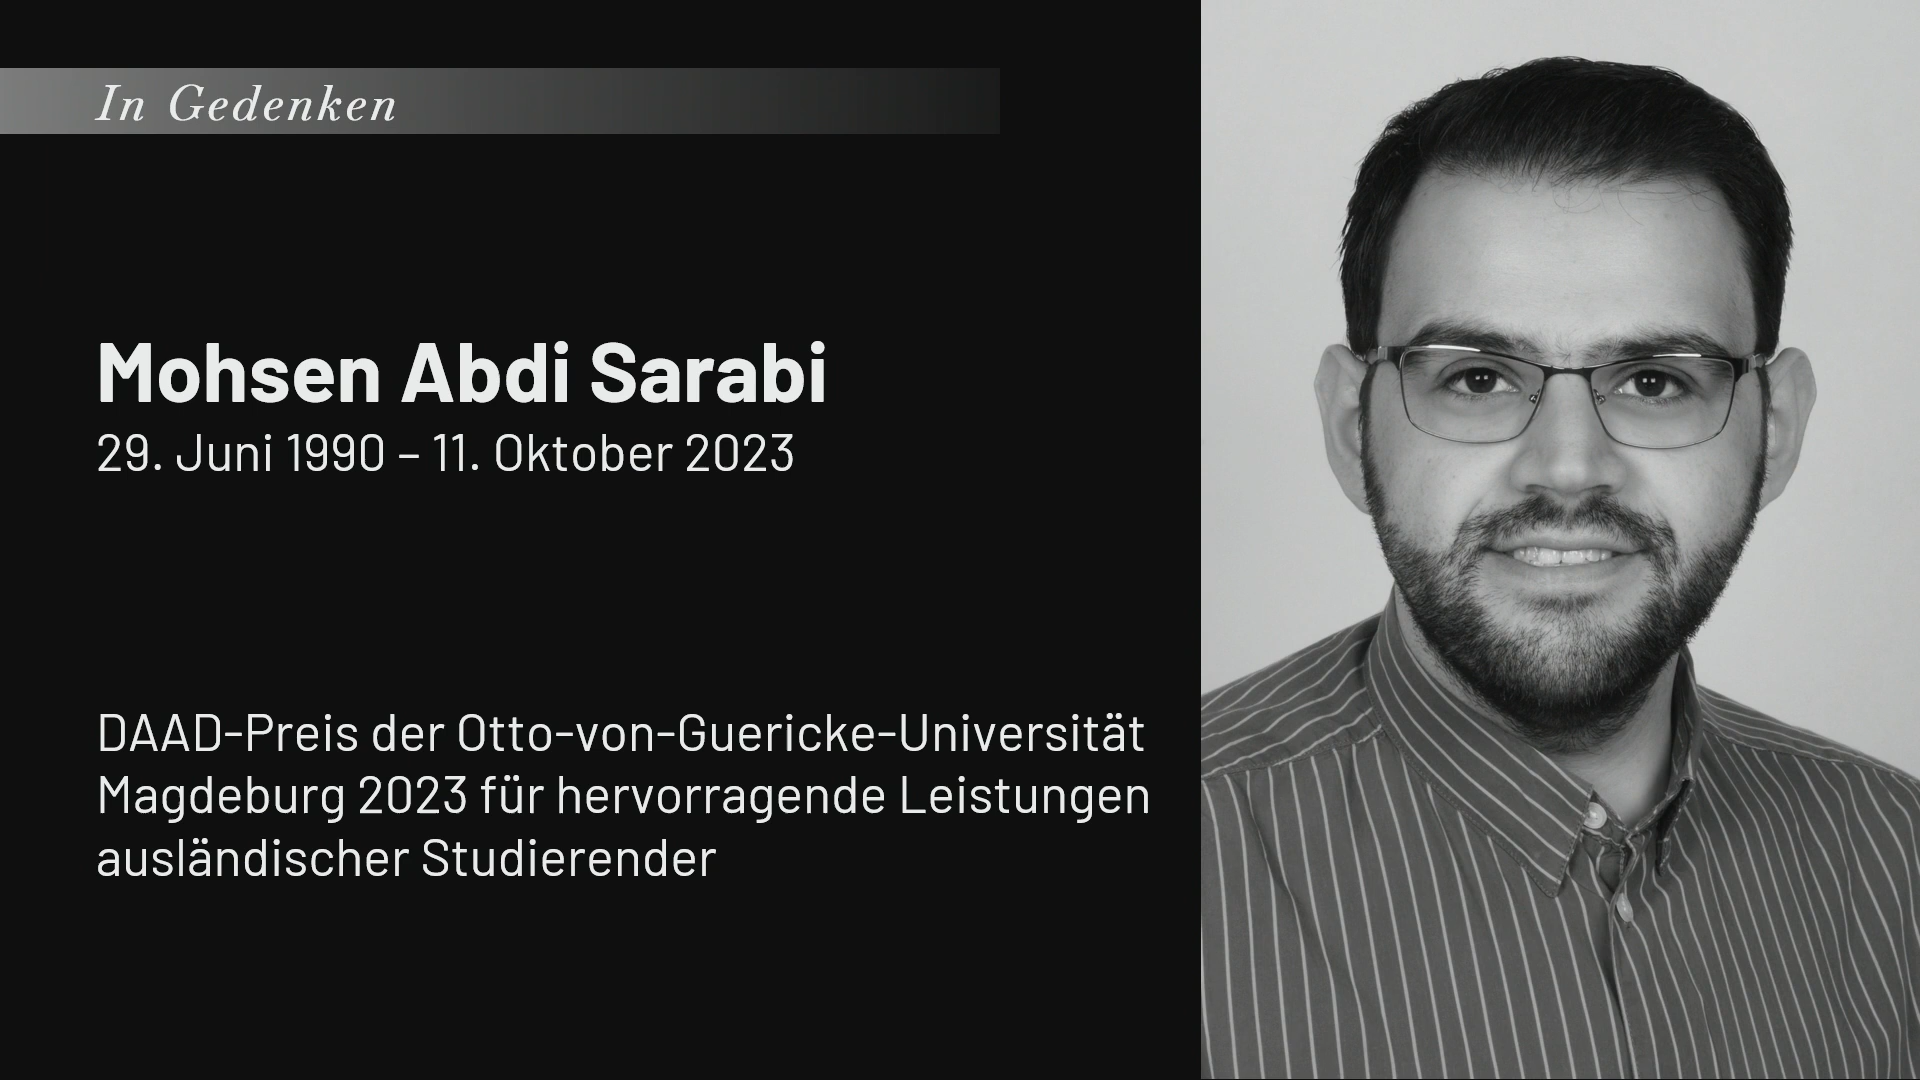 In Gedenken
Mohsen Abdi Sarabi
29. Juni 1990 – 11. Oktober 2023
DAAD-Preis der Otto-von-Guericke-Universität
Magdeburg 2023 für hervorragende Leistungen
ausländischer Studierender